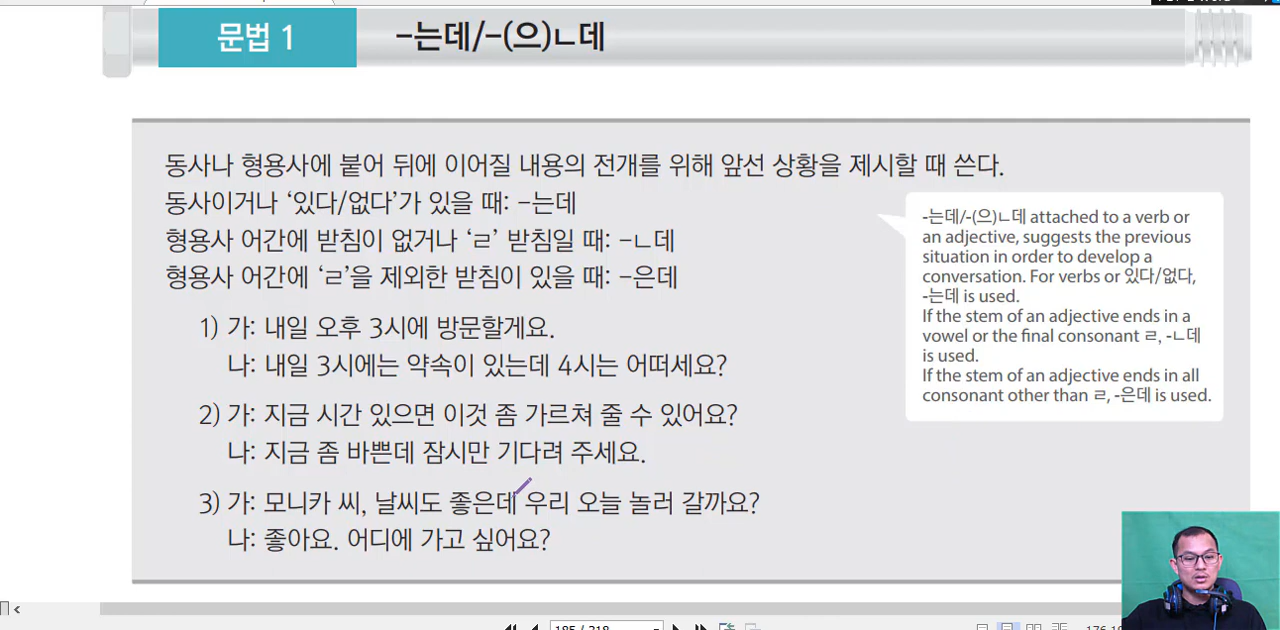 문법 1
-는데/-(으)ㄴ데
동사나 형용사에 붙어 뒤에 이어질 내용의 전개를 위해 앞선 상황을 제시할 때 쓴다.
동사이거나 ‘있다/없다’가 있을 때: -는데
형용사 어간에 받침이 없거나 ‘ㄹ’ 받침일 때: -ㄴ데
형용사 어간에 ‘ㄹ’을 제외한 받침이 있을 때: -은데
1) 가: 내일 오후 3시에 방문할게요.
나: 내일 3시에는 약속이 있는데 4시는 어떠세요?
2) 가: 지금 시간 있으면 이것 좀 가르쳐 줄 수 있어요?
나: 지금 좀 바쁜데 잠시만 기다려 주세요.
3) 가: 모니카 씨, 날씨도 좋은데 우리 오늘 놀러 갈까요?
나: 좋아요. 어디에 가고 싶어요?
-는데/-(으)ㄴ데 attached to a verb or
an adjective, suggests the previous
situation in order to develop a
conversation. For verbs or 있다/없다,
-는데 is used.
If the stem of an adjective ends in a
vowel or the final consonant ㄹ, -ㄴ데
is used.
If the stem of an adjective ends in all
consonant other than ㄹ, -은데 is used.
185 / 218